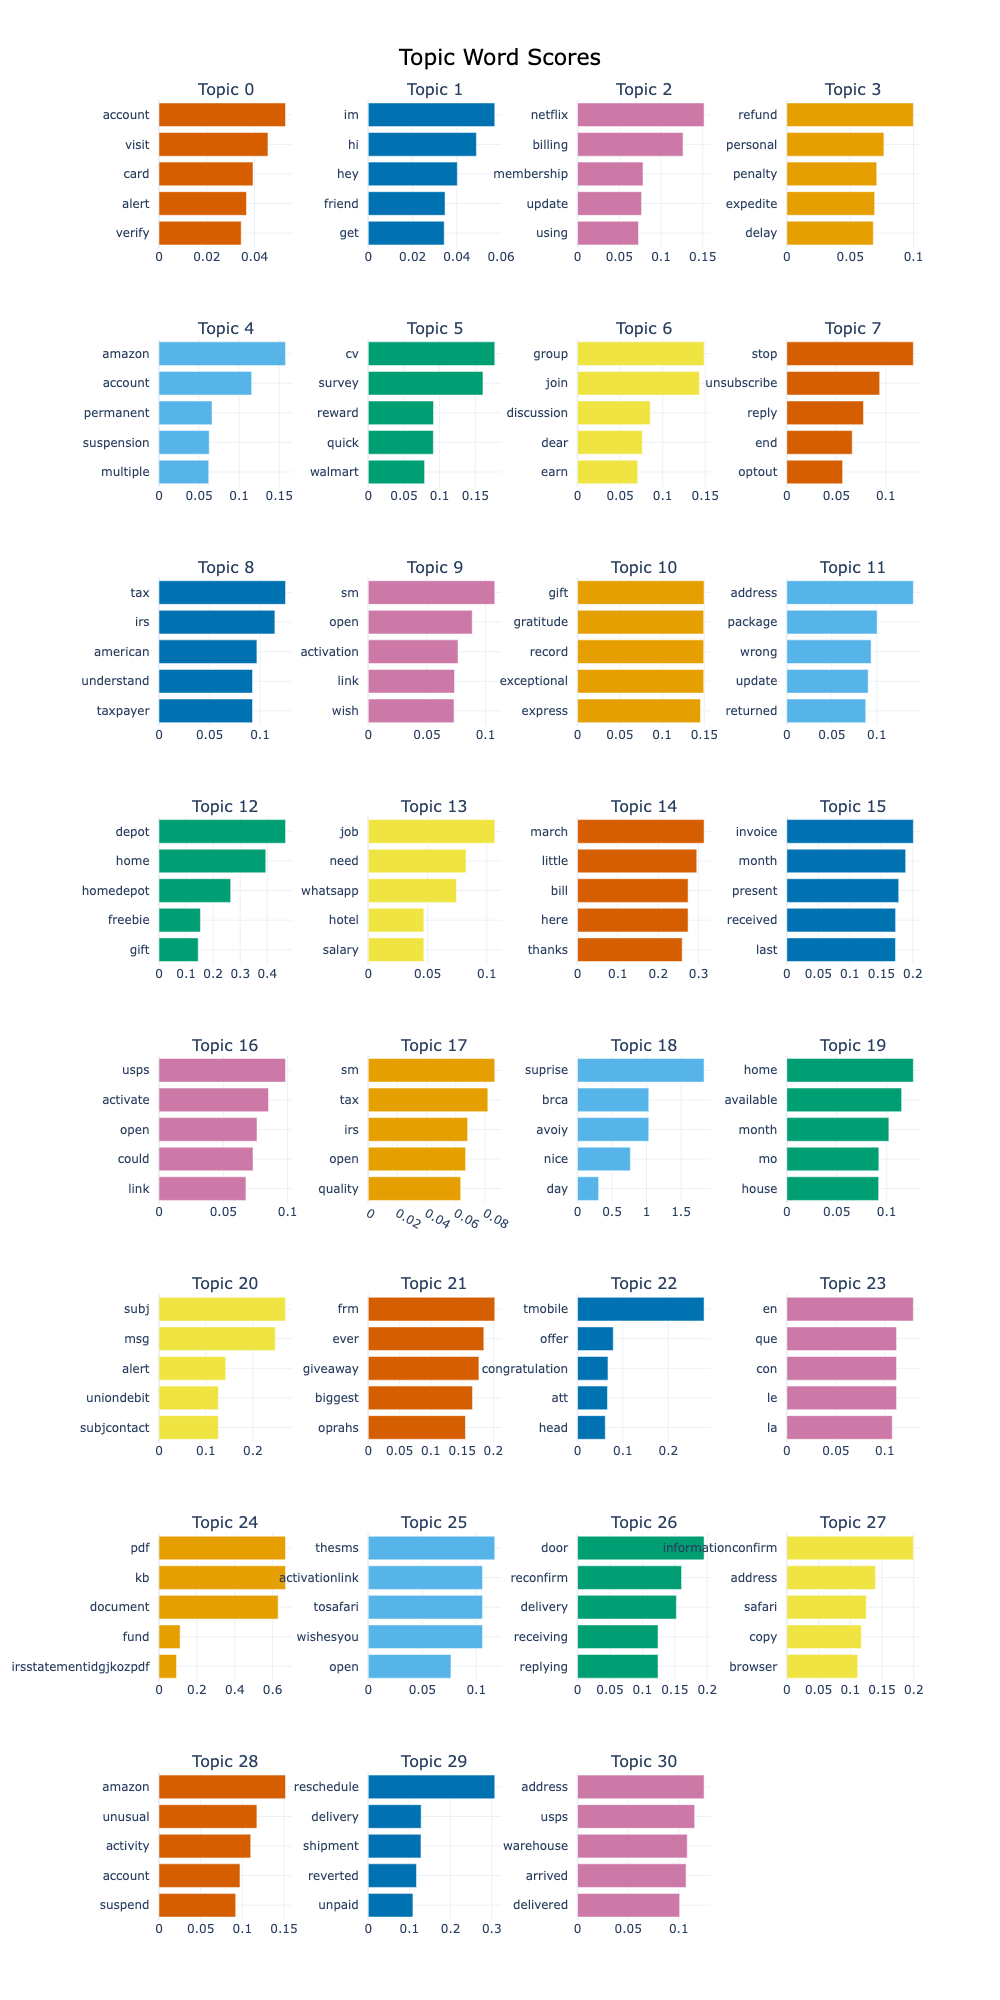 Topic Word Scores
Topic 0 Topic 1 Topic 2 Topic 3
account im netflix refund
visit hi billing personal
card hey membership penalty
alert friend update expedite
verify get using delay
0 0.02 0.04 0 0.02 0.04 0.06 0 0.05 0.1 0.15 0 0.05 0.1
Topic 4 Topic 5 Topic 6 Topic 7
amazon cv group stop
account survey join unsubscribe
permanent reward discussion reply
suspension quick dear end
multiple walmart earn optout
0 0.05 0.1 0.15 0 0.05 0.1 0.15 0 0.05 0.1 0.15 0 0.05 0.1
Topic 8 Topic 9 Topic 10 Topic 11
tax sm gift address
irs open gratitude package
american activation record wrong
understand link exceptional update
taxpayer wish express returned
0 0.05 0.1 0 0.05 0.1 0 0.05 0.1 0.15 0 0.05 0.1
Topic 12 Topic 13 Topic 14 Topic 15
depot job march invoice
home need little month
homedepot whatsapp bill present
freebie hotel here received
gift salary thanks last
0 0.1 0.2 0.3 0.4 0 0.05 0.1 0 0.1 0.2 0.3 0 0.05 0.1 0.15 0.2
Topic 16 Topic 17 Topic 18 Topic 19
usps sm suprise home
activate tax brca available
open irs avoiy month
could open nice mo
link quality day house
0 0.05 0.1 0 0.02 0.04 0.06 0.08 0 0.5 1 1.5 0 0.05 0.1
Topic 20 Topic 21 Topic 22 Topic 23
subj frm tmobile en
msg ever offer que
alert giveaway congratulation con
uniondebit biggest att le
subjcontact oprahs head la
0 0.1 0.2 0 0.05 0.1 0.15 0.2 0 0.1 0.2 0 0.05 0.1
Topic 24 Topic 25 Topic 26 Topic 27
pdf thesms door informationconfirm
kb activationlink reconfirm address
document tosafari delivery safari
fund wishesyou receiving copy
irsstatementidgjkozpdf open replying browser
0 0.2 0.4 0.6 0 0.05 0.1 0 0.05 0.1 0.15 0.2 0 0.05 0.1 0.15 0.2
Topic 28 Topic 29 Topic 30
amazon reschedule address
unusual delivery usps
activity shipment warehouse
account reverted arrived
suspend unpaid delivered
0 0.05 0.1 0.15 0 0.1 0.2 0.3 0 0.05 0.1